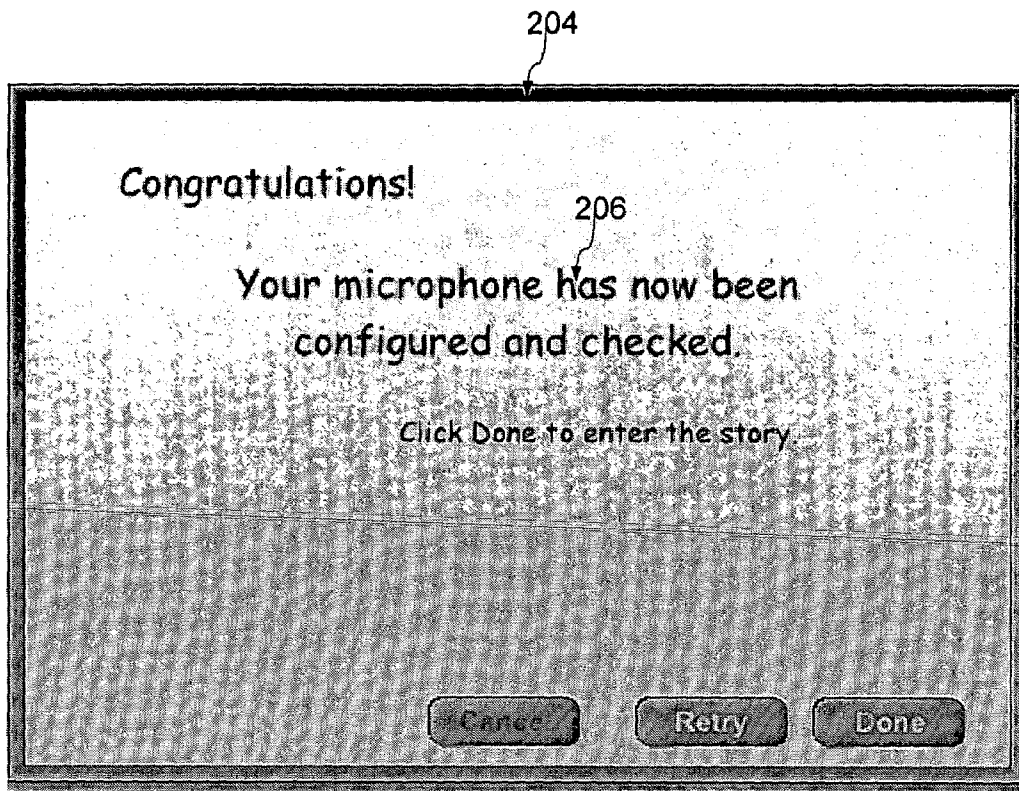 204
Congratulations!
206
Your microphone has now been
configured and checked.
Click Done to enter the story.
Cancel
Retry
Done